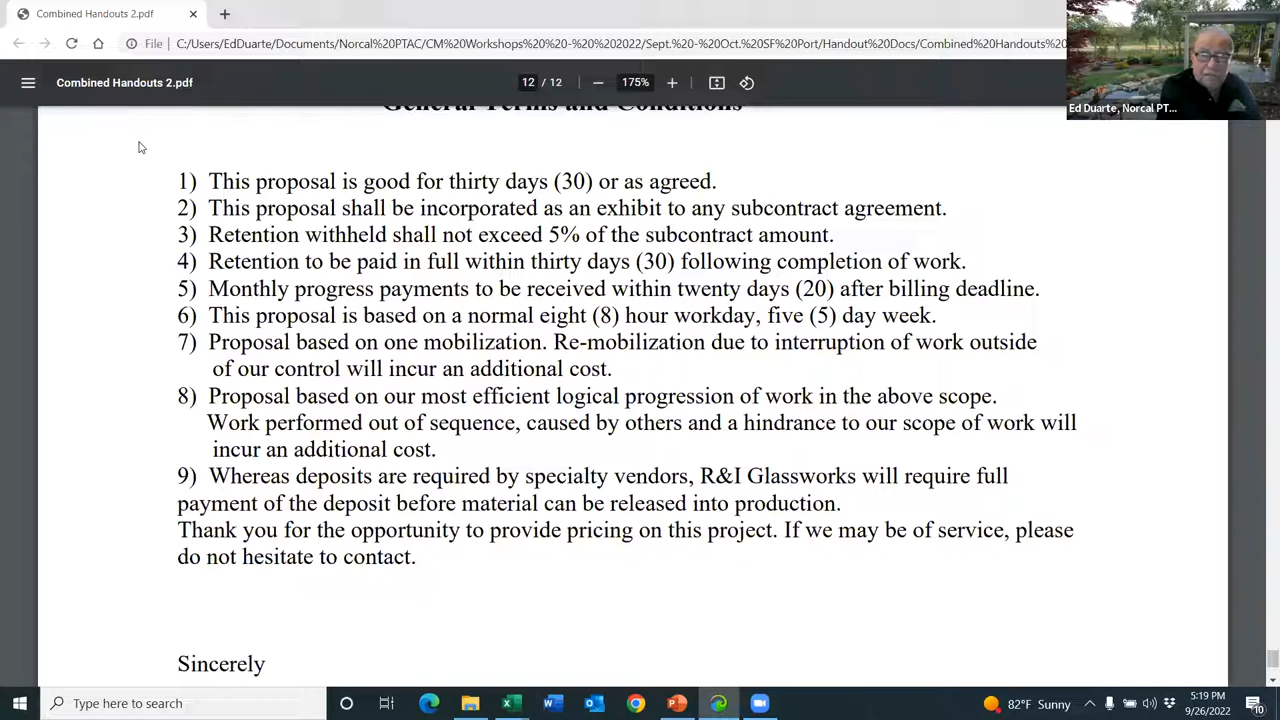 Combined Handouts 2.pdf
File C:/Users/EdDuarte/Documents/Norcal%20PTAC/CM%20Workshops%20%20-%20%202022/Sept.%20-%20Oct.%20SF%20Port/Handout%20Docs/Combined%20Handouts%
Combined Handouts 2.pdf 12 / 12 175%
Ed Duarte, Norcal PT...
General Terms and Conditions
1) This proposal is good for thirty days (30) or as agreed.
2) This proposal shall be incorporated as an exhibit to any subcontract agreement.
3) Retention withheld shall not exceed 5% of the subcontract amount.
4) Retention to be paid in full within thirty days (30) following completion of work.
5) Monthly progress payments to be received within twenty days (20) after billing deadline.
6) This proposal is based on a normal eight (8) hour workday, five (5) day week.
7) Proposal based on one mobilization. Re-mobilization due to interruption of work outside
of our control will incur an additional cost.
8) Proposal based on our most efficient logical progression of work in the above scope.
Work performed out of sequence, caused by others and a hindrance to our scope of work will
incur an additional cost.
9) Whereas deposits are required by specialty vendors, R&I Glassworks will require full
payment of the deposit before material can be released into production.
Thank you for the opportunity to provide pricing on this project. If we may be of service, please
do not hesitate to contact.
Sincerely
Type here to search
82°F Sunny
5:19 PM
9/26/2022
10